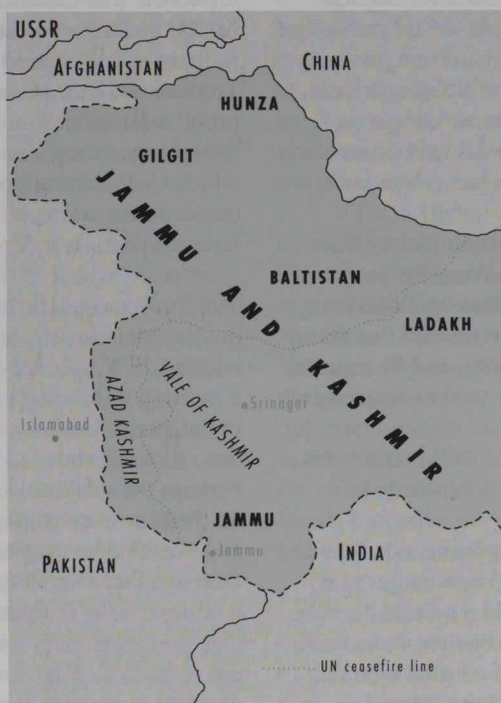 USSR
AFGHANISTAN
CHINA
HUNZA
GILGIT
JAMMU AND KASHMIR
BALTISTAN
LADAKH
VALE OF KASHMIR
Srinagar
AZAD KASHMIR
Islamabad
JAMMU
Jammu
PAKISTAN
INDIA
UN ceasefire line